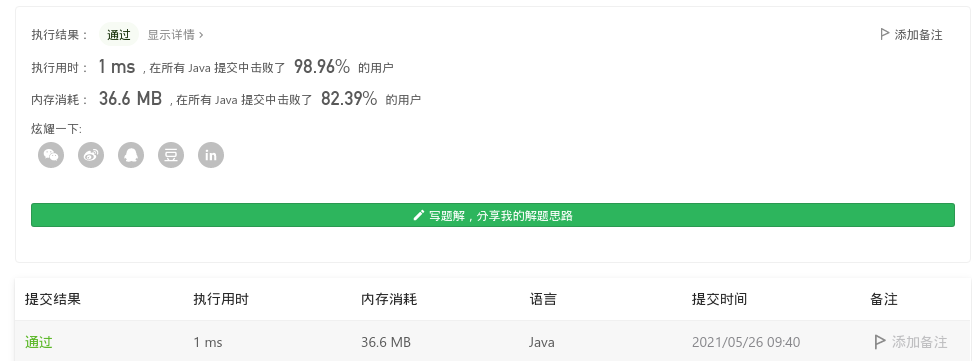 执行结果： 通过 显示详情 › 添加备注
执行用时： 1 ms , 在所有 Java 提交中击败了 98.96% 的用户
内存消耗： 36.6 MB , 在所有 Java 提交中击败了 82.39% 的用户
炫耀一下:
豆 in
写题解，分享我的解题思路
提交结果 执行用时 内存消耗 语言 提交时间 备注
通过 1 ms 36.6 MB Java 2021/05/26 09:40 添加备注